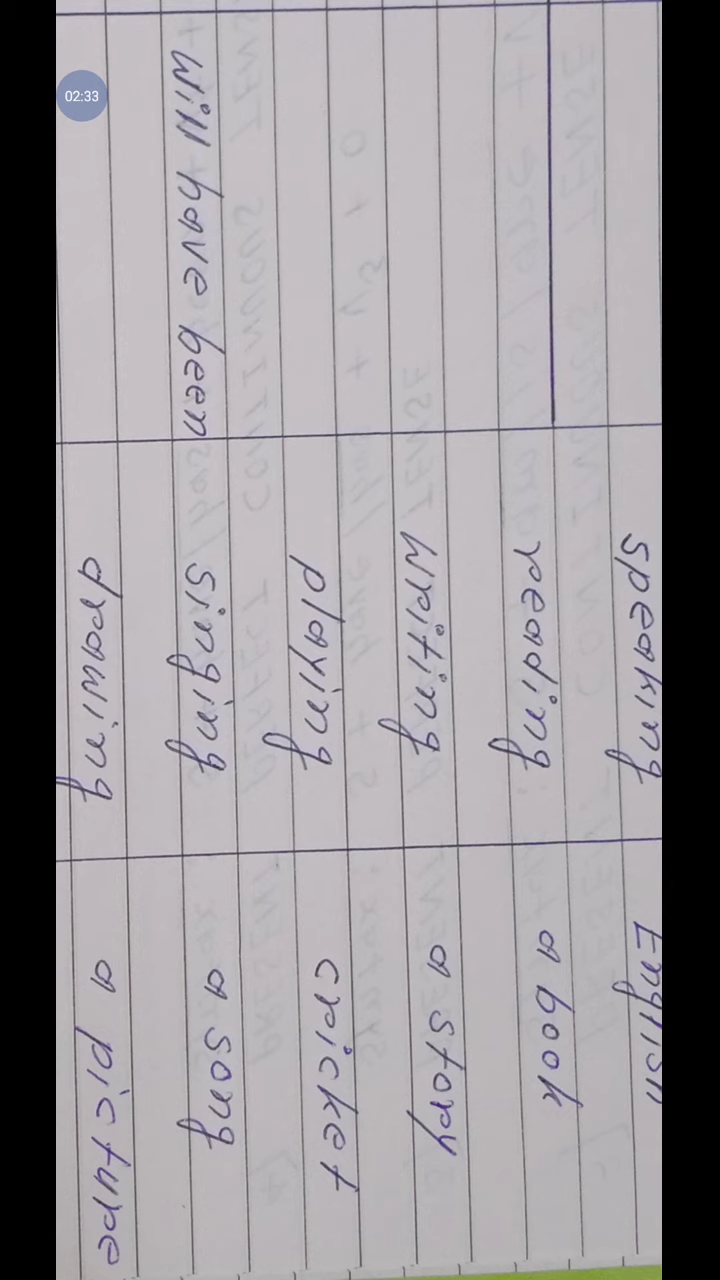 02:33
speaking English
reading a book
writing a story
playing cricket
will have been singing a song
drawing a picture